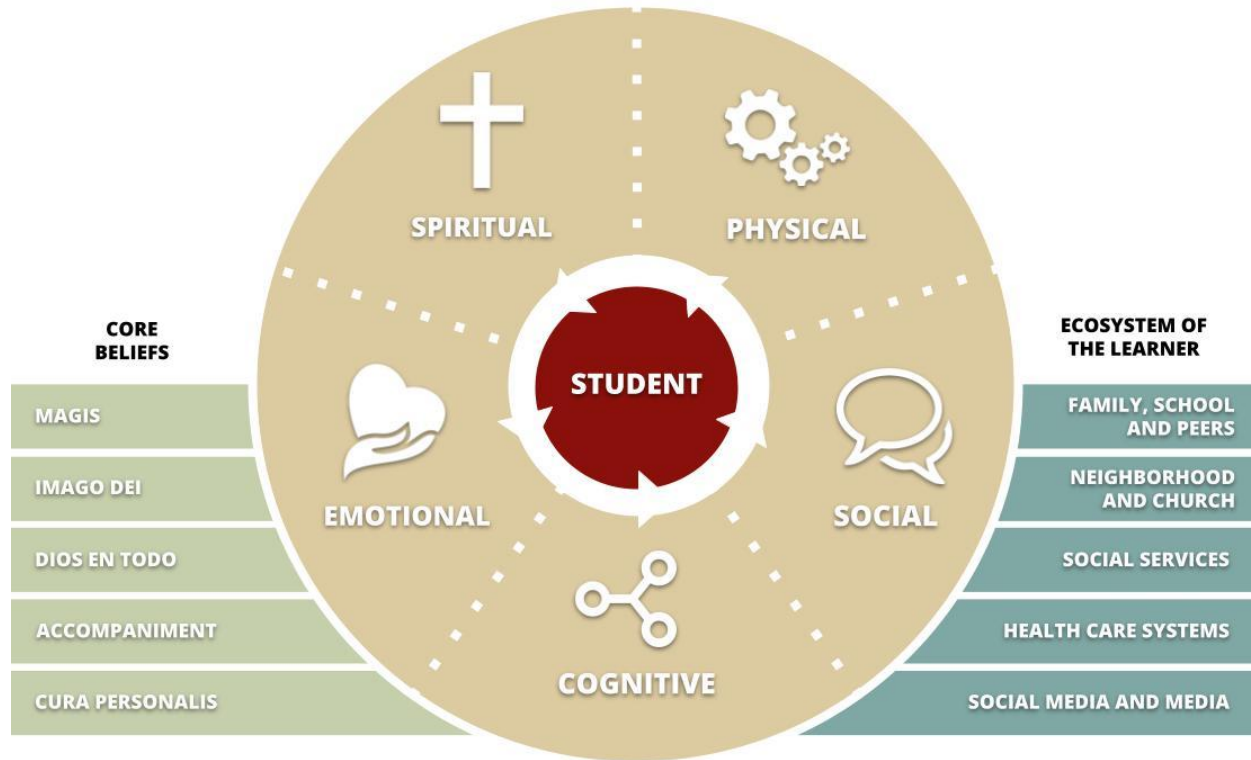 SPIRITUAL
PHYSICAL
CORE
BELIEFS
MAGIS
IMAGO DEI
DIOS EN TODO
ACCOMPANIMENT
CURA PERSONALIS
EMOTIONAL
STUDENT
SOCIAL
COGNITIVE
ECOSYSTEM OF
THE LEARNER
FAMILY, SCHOOL
AND PEERS
NEIGHBORHOOD
AND CHURCH
SOCIAL SERVICES
HEALTH CARE SYSTEMS
SOCIAL MEDIA AND MEDIA